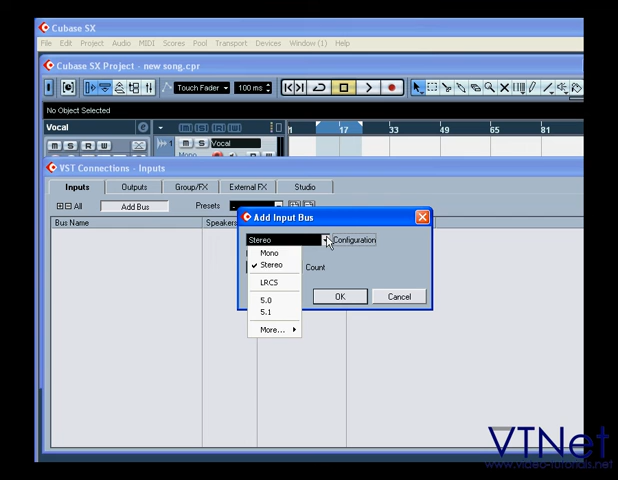 Cubase SX
File Edit Project Audio MIDI Scores Pool Transport Devices Window (1) Help
Cubase SX Project - new song.cpr
Touch Fader 100 ms
No Object Selected
Vocal
1 17 33 49 65 81
m S R W
m S Vocal
Mono
VST Connections - Inputs
Inputs Outputs Group/FX External FX Studio
All Add Bus Presets -
Bus Name Speakers
Add Input Bus
Stereo Configuration
Mono
Stereo
Count
LRCS
5.0
5.1
OK Cancel
More...
VTNet
www.video-tutorials.net